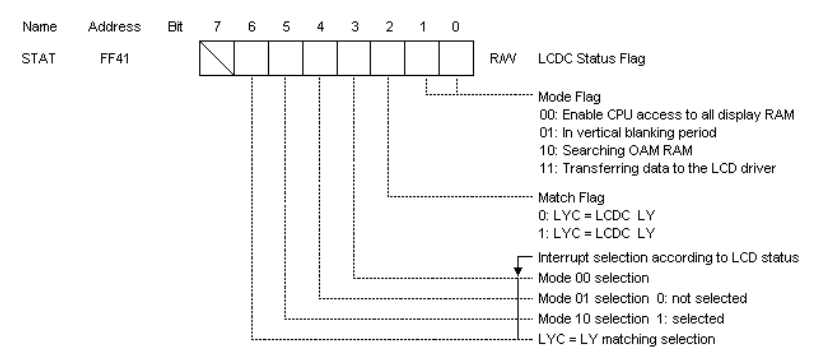 Name Address Bit 7 6 5 4 3 2 1 0
STAT FF41 R/W LCDC Status Flag
Mode Flag
00: Enable CPU access to all display RAM
01: In vertical blanking period
10: Searching OAM RAM
11: Transferring data to the LCD driver
Match Flag
0: LYC = LCDC LY
1: LYC = LCDC LY
Interrupt selection according to LCD status
Mode 00 selection
Mode 01 selection 0: not selected
Mode 10 selection 1: selected
LYC = LY matching selection